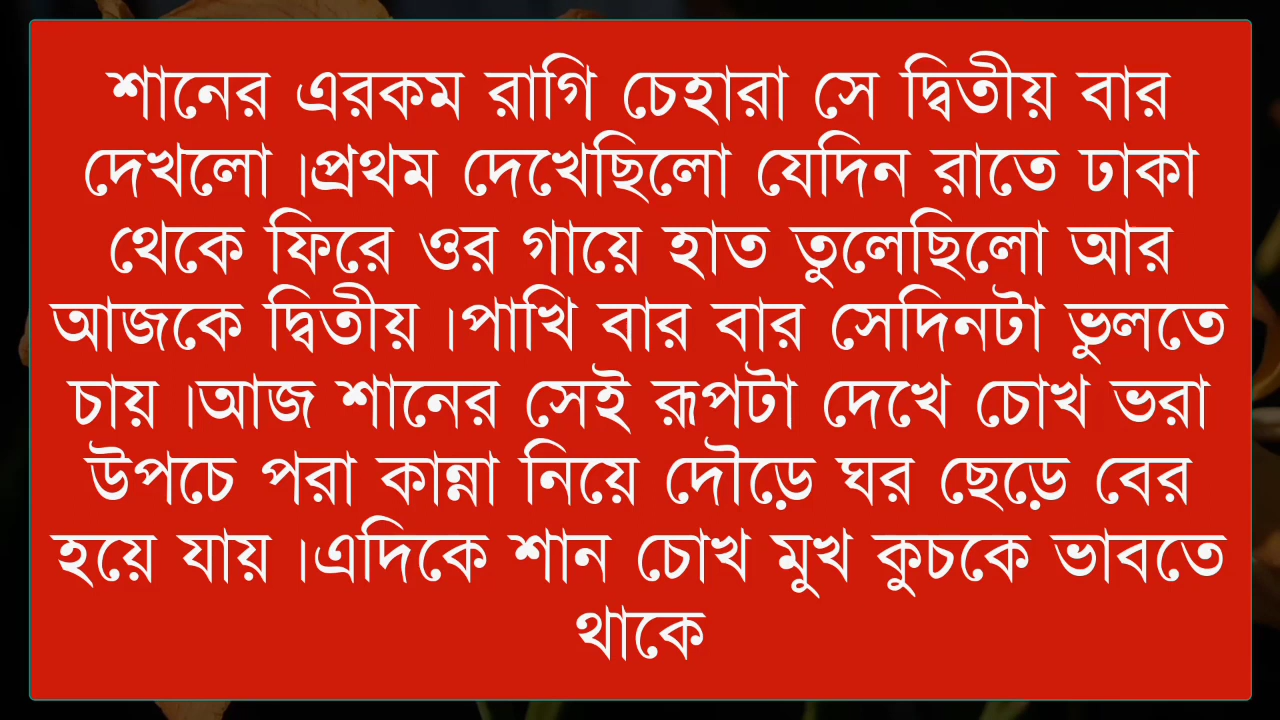 শানের এরকম রাগি চেহারা সে দ্বিতীয় বার
দেখলো ।প্রথম দেখেছিলো যেদিন রাতে ঢাকা
থেকে ফিরে ওর গায়ে হাত তুলেছিলো আর
আজকে দ্বিতীয় ।পাখি বার বার সেদিনটা ভুলতে
চায় ।আজ শানের সেই রূপটা দেখে চোখ ভরা
উপচে পরা কান্না নিয়ে দৌড়ে ঘর ছেড়ে বের
হয়ে যায় ।এদিকে শান চোখ মুখ কুচকে ভাবতে
থাকে